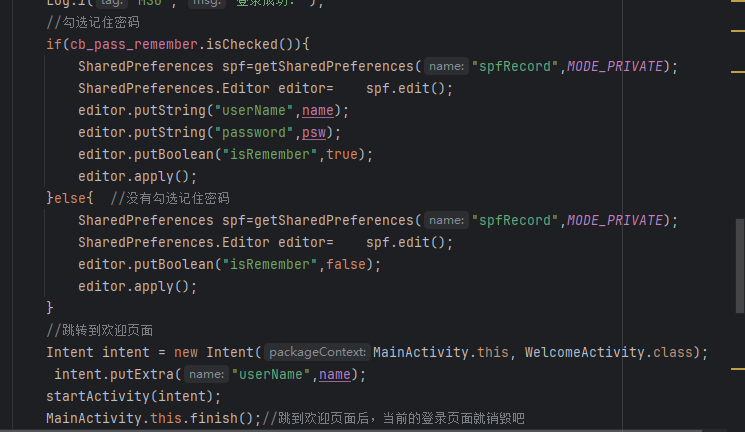 Log.i( tag: "MSG", msg: "登录成功！");
//勾选记住密码
if(cb_pass_remember.isChecked()){
SharedPreferences spf=getSharedPreferences( name: "spfRecord",MODE_PRIVATE);
SharedPreferences.Editor editor=    spf.edit();
editor.putString("userName",name);
editor.putString("password",psw);
editor.putBoolean("isRemember",true);
editor.apply();
}else{  //没有勾选记住密码
SharedPreferences spf=getSharedPreferences( name: "spfRecord",MODE_PRIVATE);
SharedPreferences.Editor editor=    spf.edit();
editor.putBoolean("isRemember",false);
editor.apply();
}
//跳转到欢迎页面
Intent intent = new Intent( packageContext: MainActivity.this, WelcomeActivity.class);
intent.putExtra( name: "userName",name);
startActivity(intent);
MainActivity.this.finish();//跳到欢迎页面后，当前的登录页面就销毁吧